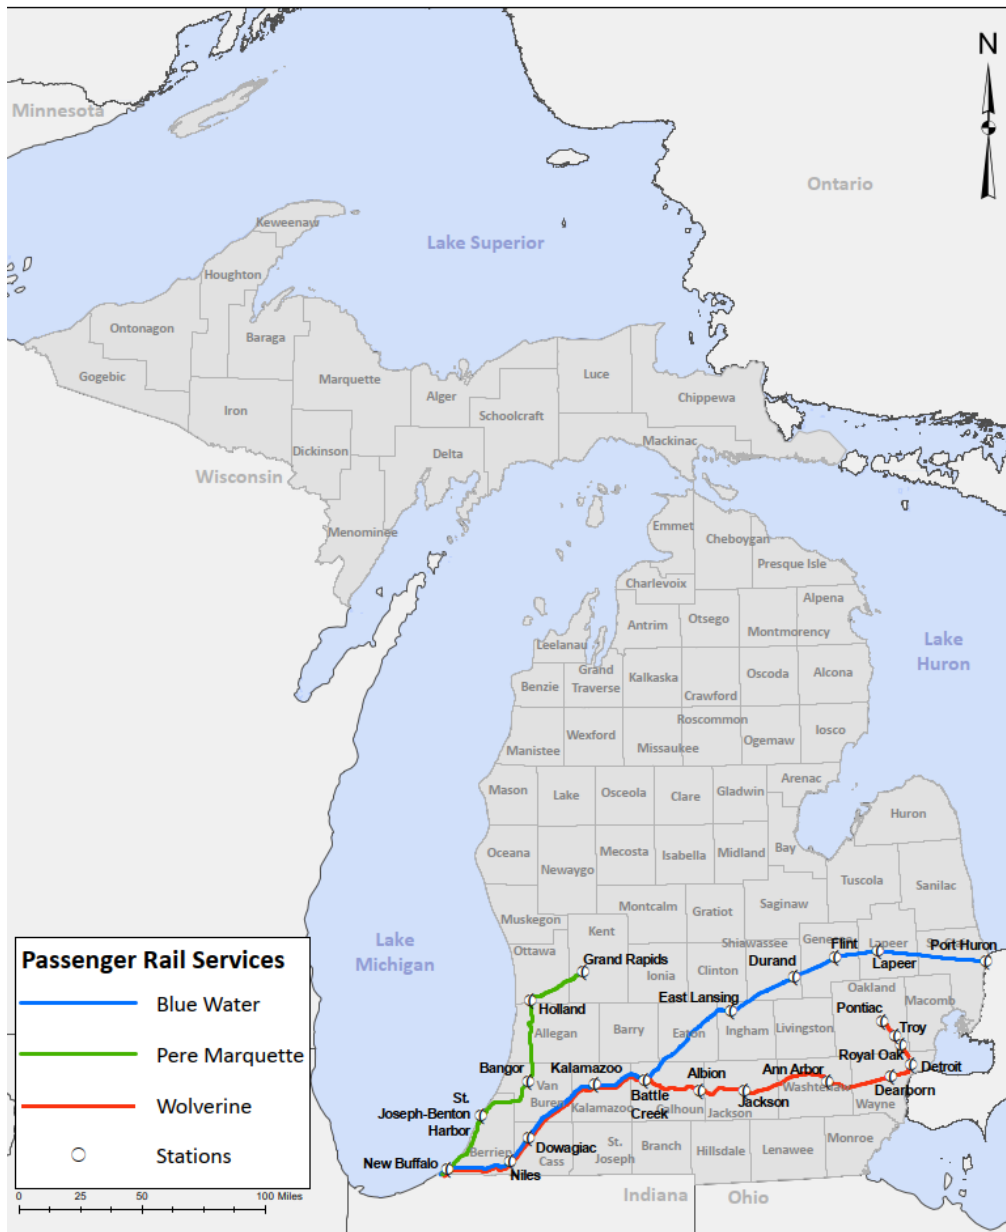 N
Minnesota
Ontario
Keweenaw
Lake Superior
Houghton
Ontonagon
Baraga
Gogebic
Marquette
Luce
Alger
Chippewa
Iron
Schoolcraft
Mackinac
Dickinson
Delta
Wisconsin
Menominee
Emmet
Cheboygan
Presque Isle
Charlevoix
Alpena
Antrim
Otsego
Montmorency
Leelanau
Lake
Huron
Grand
Traverse
Kalkaska
Oscoda
Alcona
Benzie
Crawford
Roscommon
Wexford
Missaukee
Ogemaw
Iosco
Manistee
Arenac
Mason
Lake
Osceola
Clare
Gladwin
Huron
Oceana
Mecosta
Isabella
Midland
Bay
Newaygo
Tuscola
Sanilac
Montcalm
Gratiot
Saginaw
Muskegon
Kent
Ottawa
Shiawassee
Flint
Lapeer
Port Huron
Lake
Michigan
Grand Rapids
Ionia
Clinton
Durand
Lapeer
Oakland
Macomb
Holland
East Lansing
Pontiac
Allegan
Barry
Eaton
Ingham
Livingston
Troy
Royal Oak
Detroit
Bangor
Kalamazoo
Albion
Ann Arbor
Van
Buren
Kalamazoo
Battle
Creek
Calhoun
Jackson
Jackson
Washtenaw
Dearborn
Wayne
St.
Joseph-Benton
Harbor
Dowagiac
New Buffalo
Berrien
Niles
Cass
St.
Joseph
Branch
Hillsdale
Lenawee
Monroe
Indiana
Ohio
Passenger Rail Services
Blue Water
Pere Marquette
Wolverine
Stations
0 25 50 100 Miles